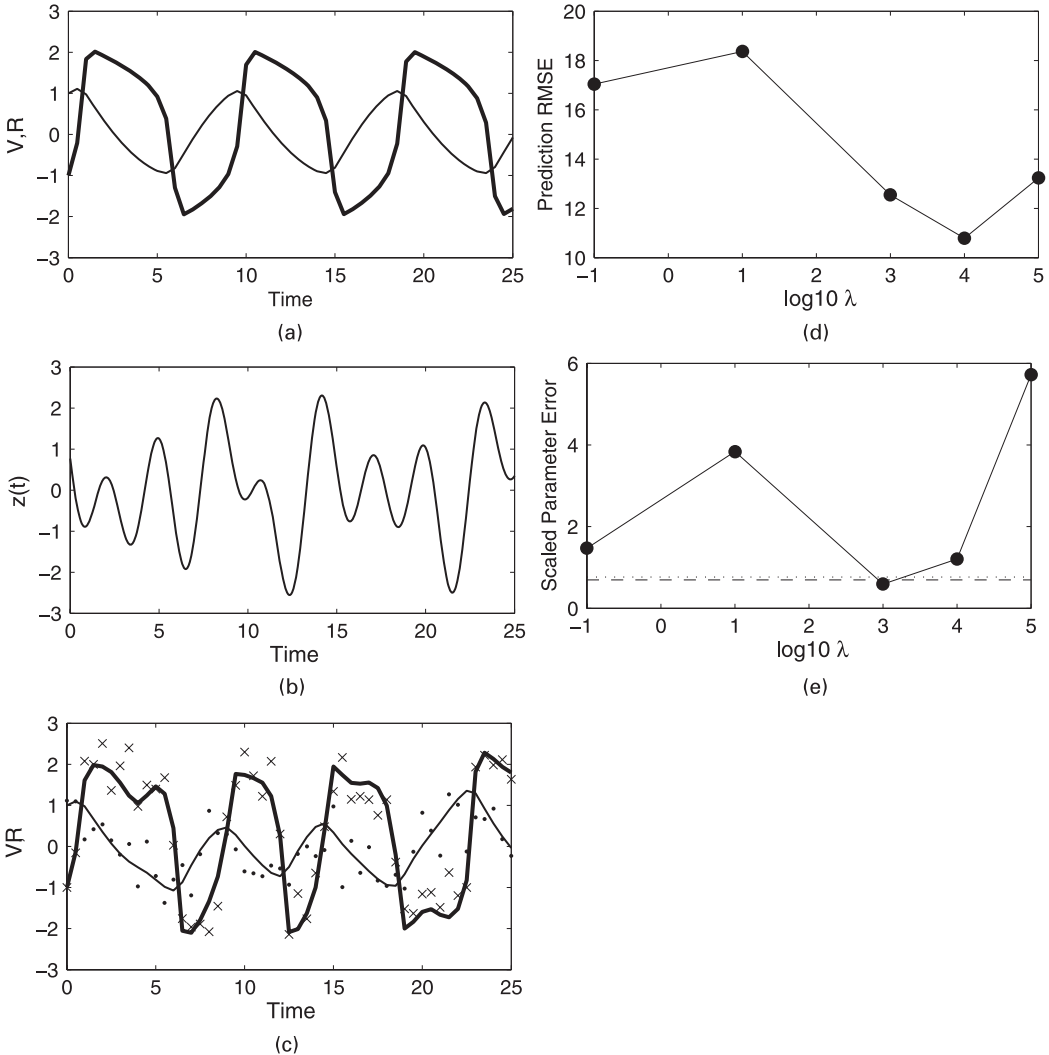 3
2
1
0
−1
−2
−3
V,R
0 5 10 15 20 25
Time
(a)
20
18
16
14
12
10
Prediction RMSE
−1 0 1 2 3 4 5
log10 λ
(d)
3
2
1
0
−1
−2
−3
z(t)
0 5 10 15 20 25
Time
(b)
6
4
2
0
Scaled Parameter Error
−1 0 1 2 3 4 5
log10 λ
(e)
3
2
1
0
−1
−2
−3
V,R
0 5 10 15 20 25
Time
(c)